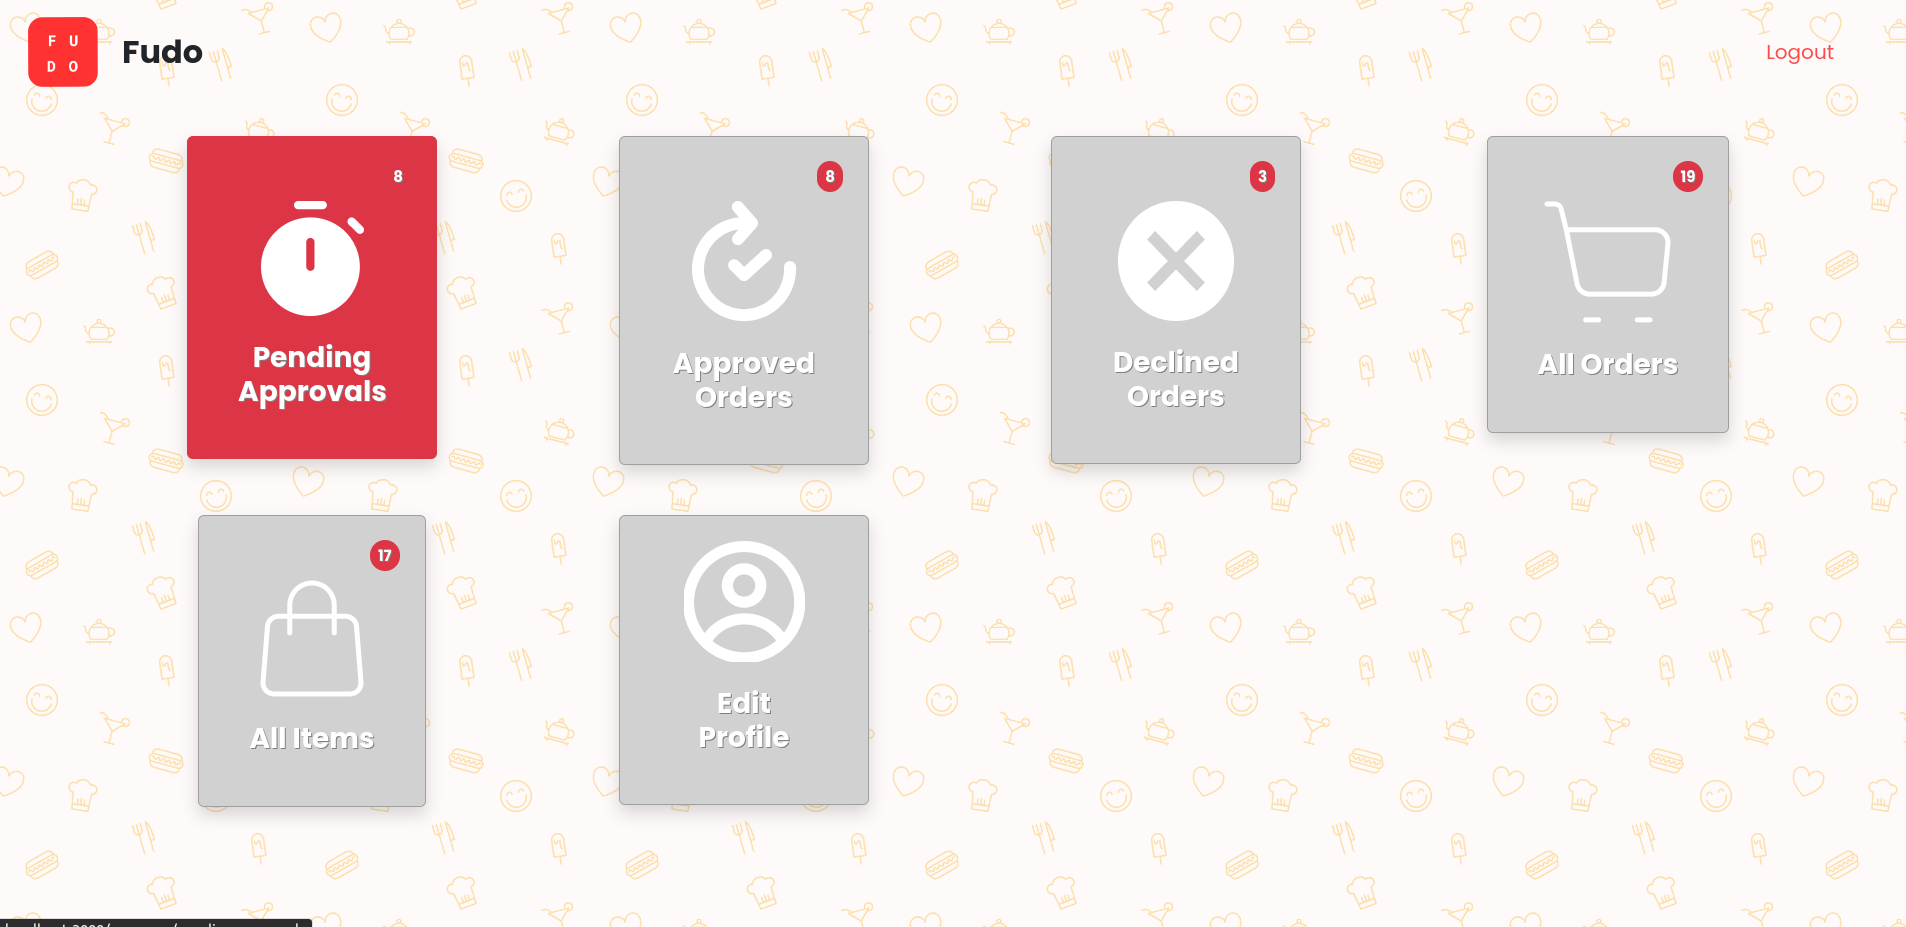 F U
D O
Fudo
Logout
8
Pending
Approvals
8
Approved
Orders
3
Declined
Orders
19
All Orders
17
All Items
Edit
Profile